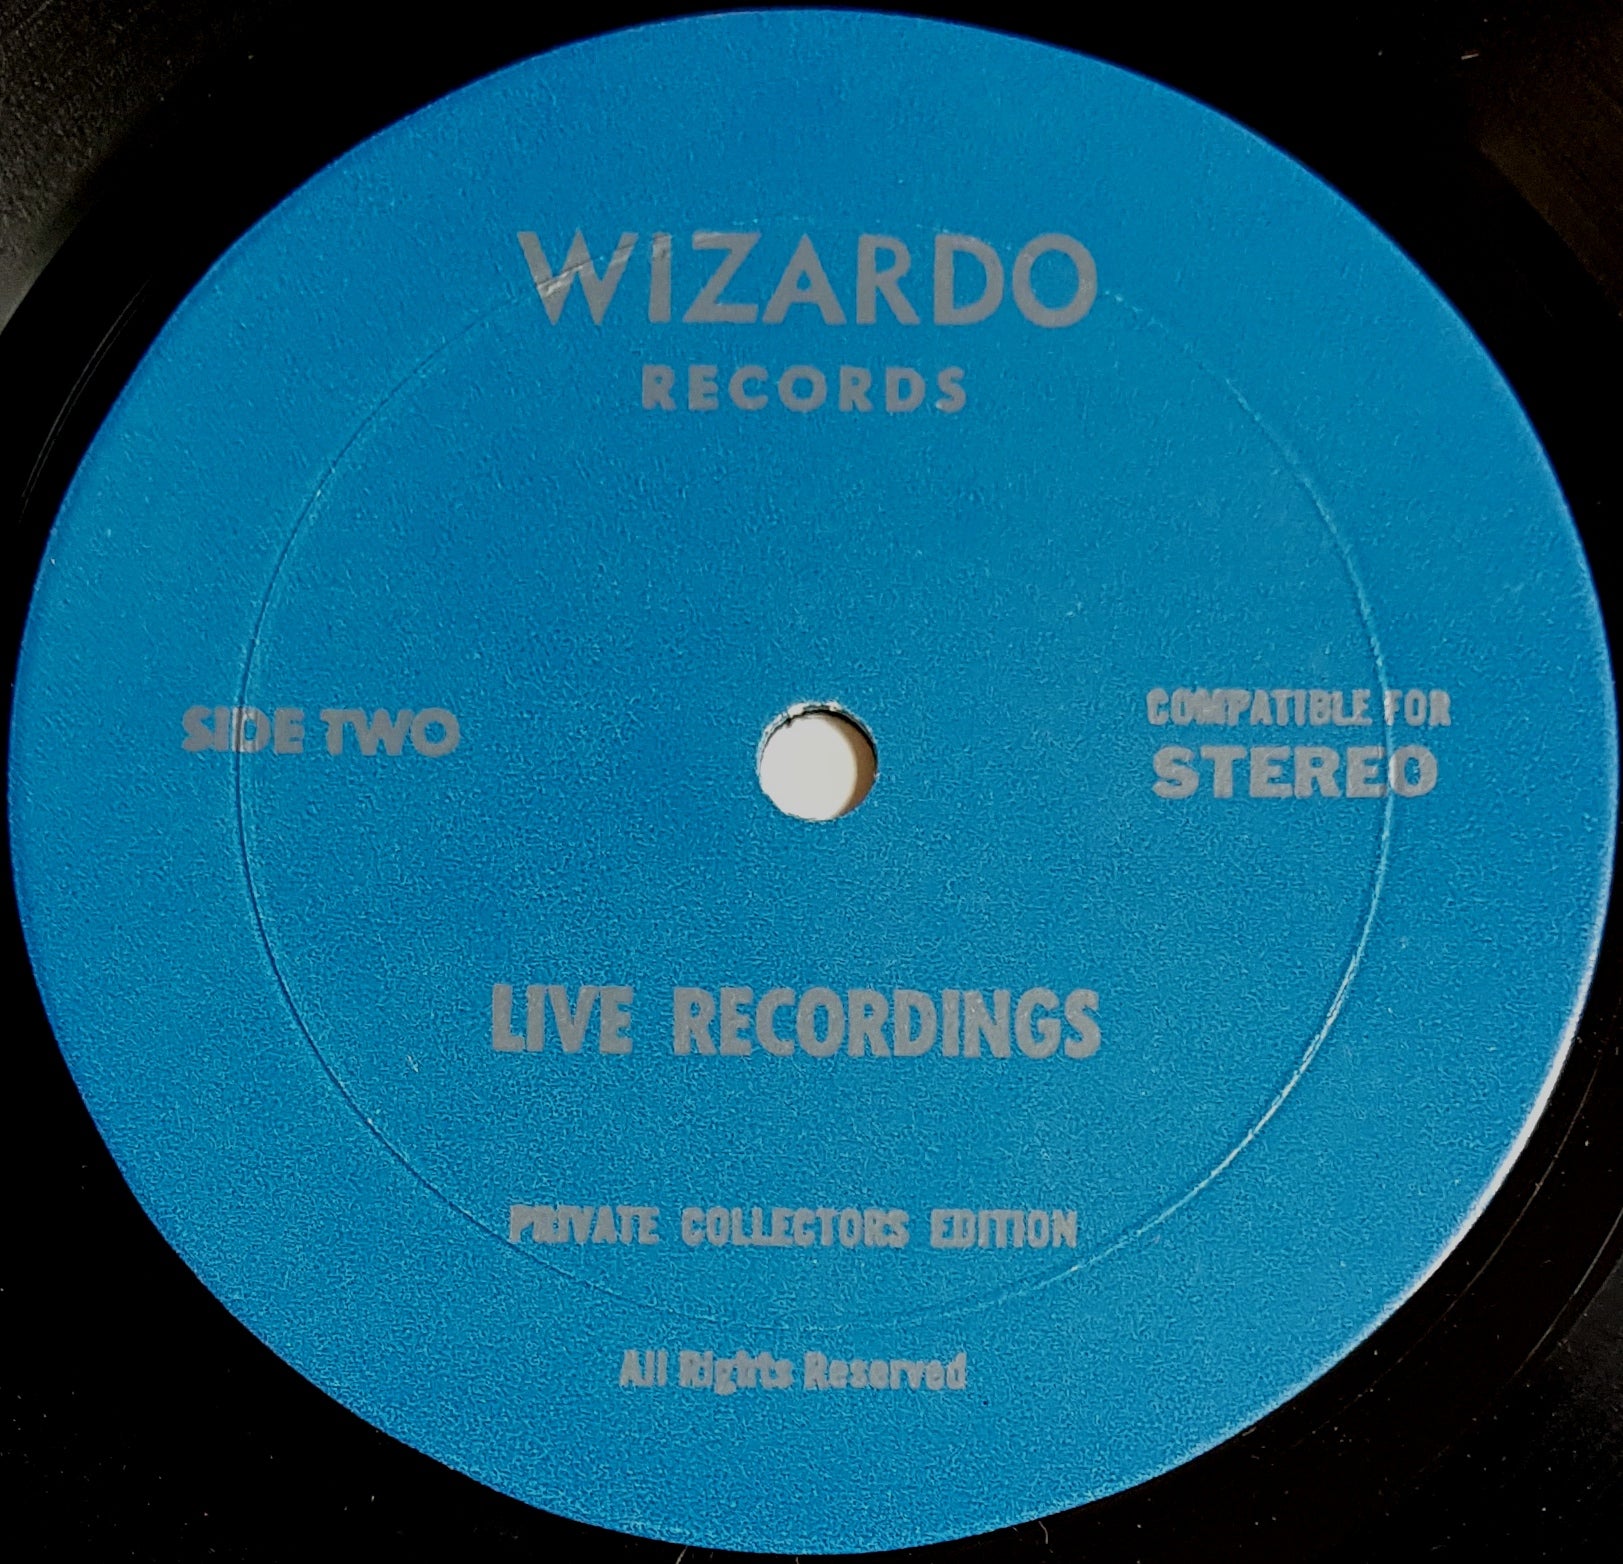 WIZARDO
RECORDS
SIDE TWO
COMPATIBLE FOR
STEREO
LIVE RECORDINGS
PRIVATE COLLECTORS EDITION
All Rights Reserved